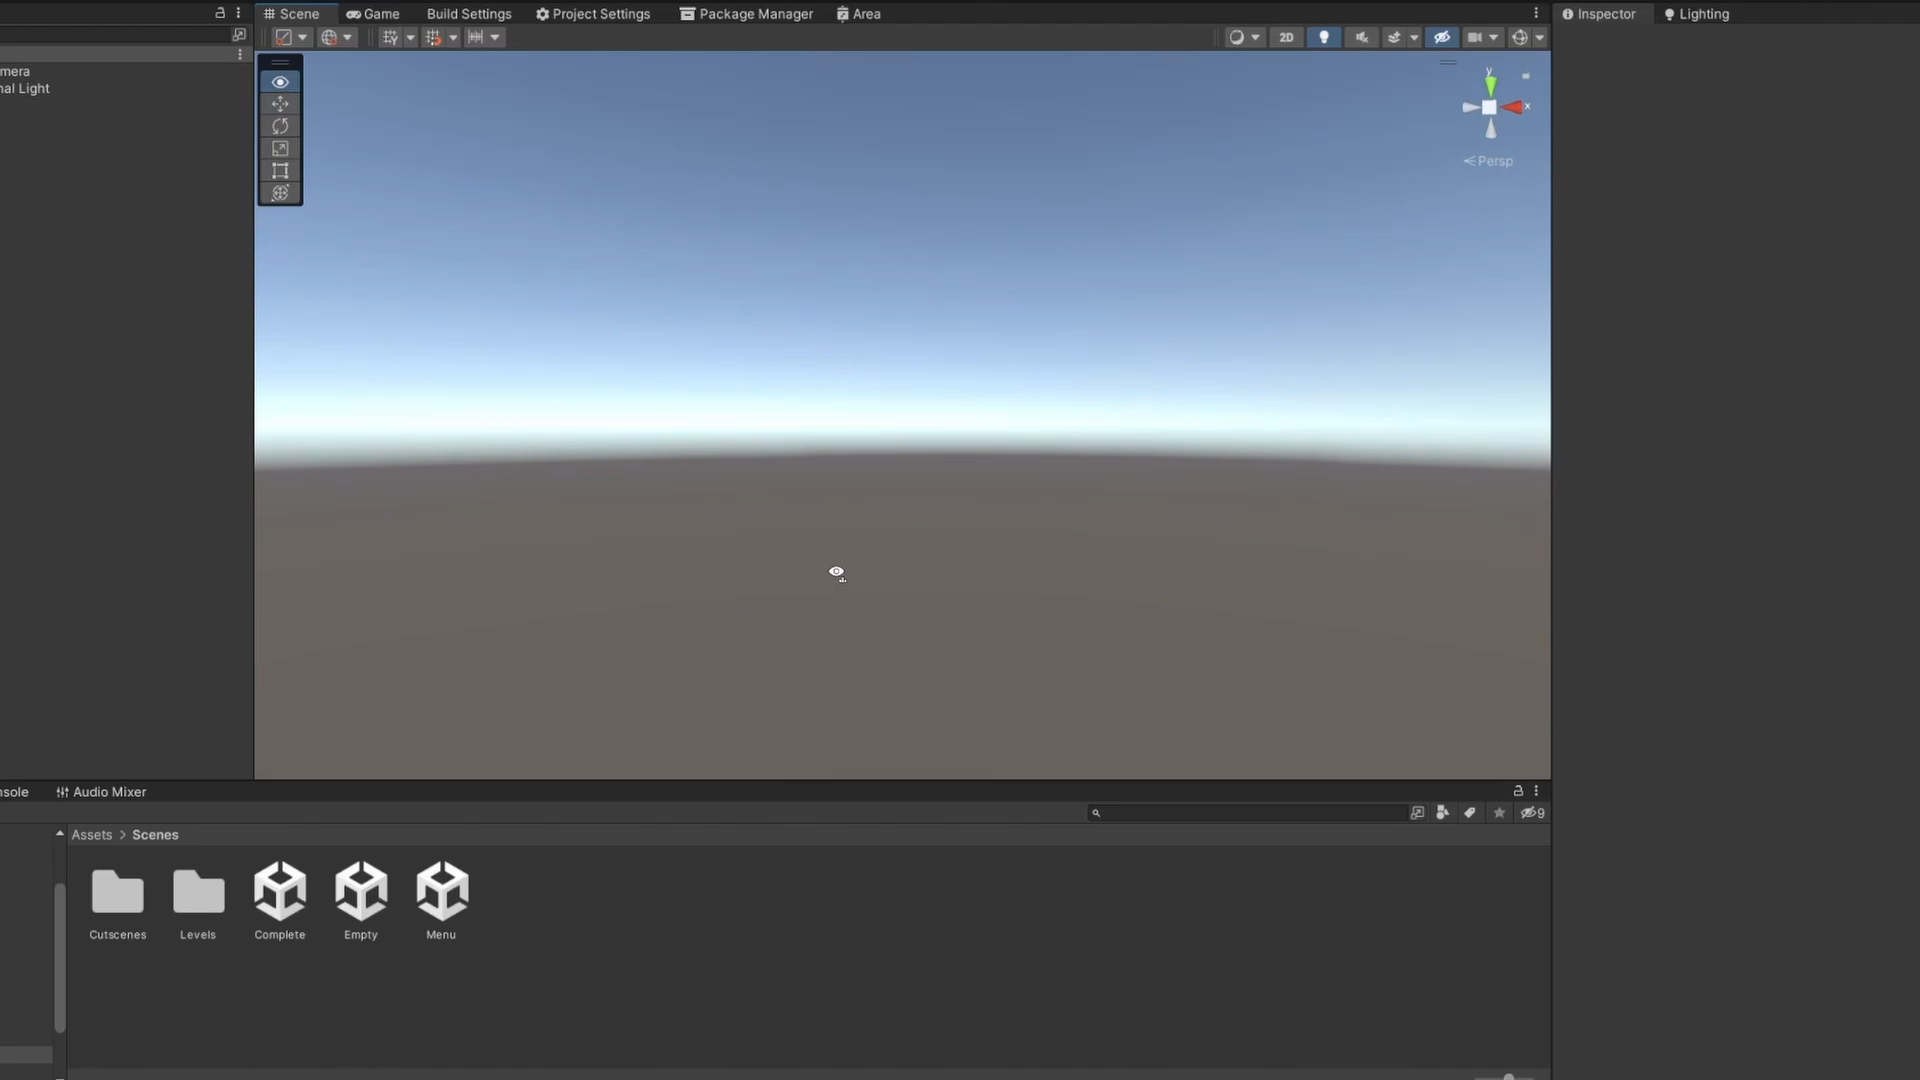 Scene
Game
Build Settings
Project Settings
Package Manager
Area
Inspector
Lighting
2D
mera
nal Light
y
x
Persp
nsole
Audio Mixer
9
Assets > Scenes
Cutscenes
Levels
Complete
Empty
Menu